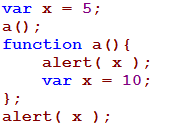 var x = 5;
a();
function a(){
    alert( x );
    var x = 10;
};
alert( x );